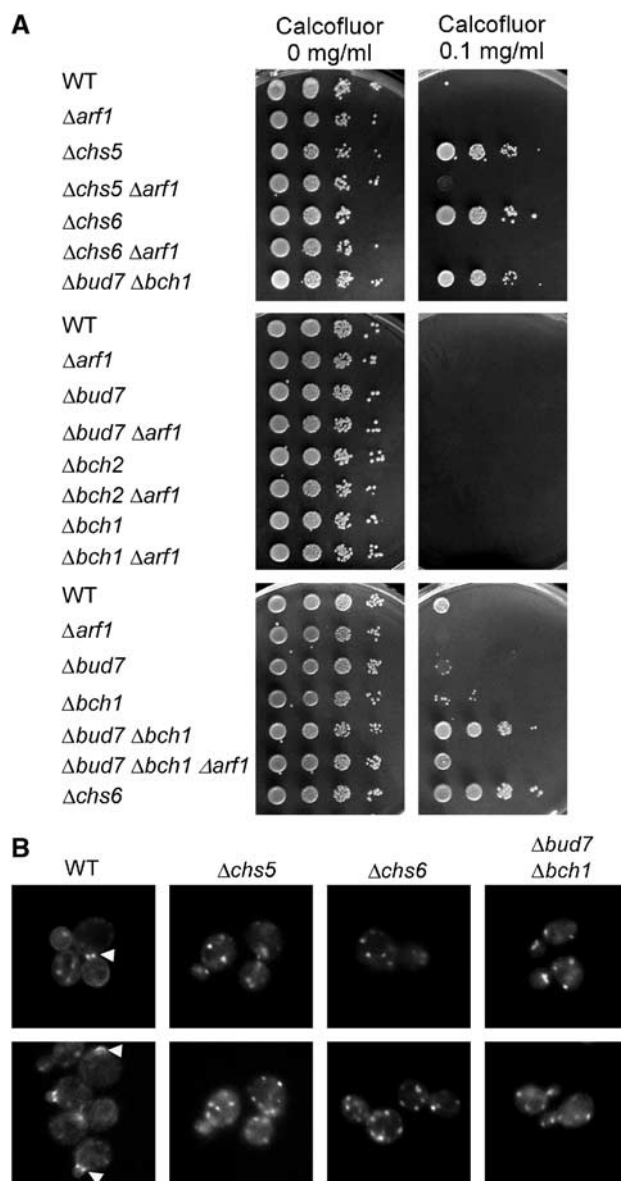 A
Calcofluor
0 mg/ml
Calcofluor
0.1 mg/ml
WT
Δarf1
Δchs5
Δchs5 Δarf1
Δchs6
Δchs6 Δarf1
Δbud7 Δbch1
WT
Δarf1
Δbud7
Δbud7 Δarf1
Δbch2
Δbch2 Δarf1
Δbch1
Δbch1 Δarf1
WT
Δarf1
Δbud7
Δbch1
Δbud7 Δbch1
Δbud7 Δbch1 Δarf1
Δchs6
B
WT
Δchs5
Δchs6
Δbud7
Δbch1